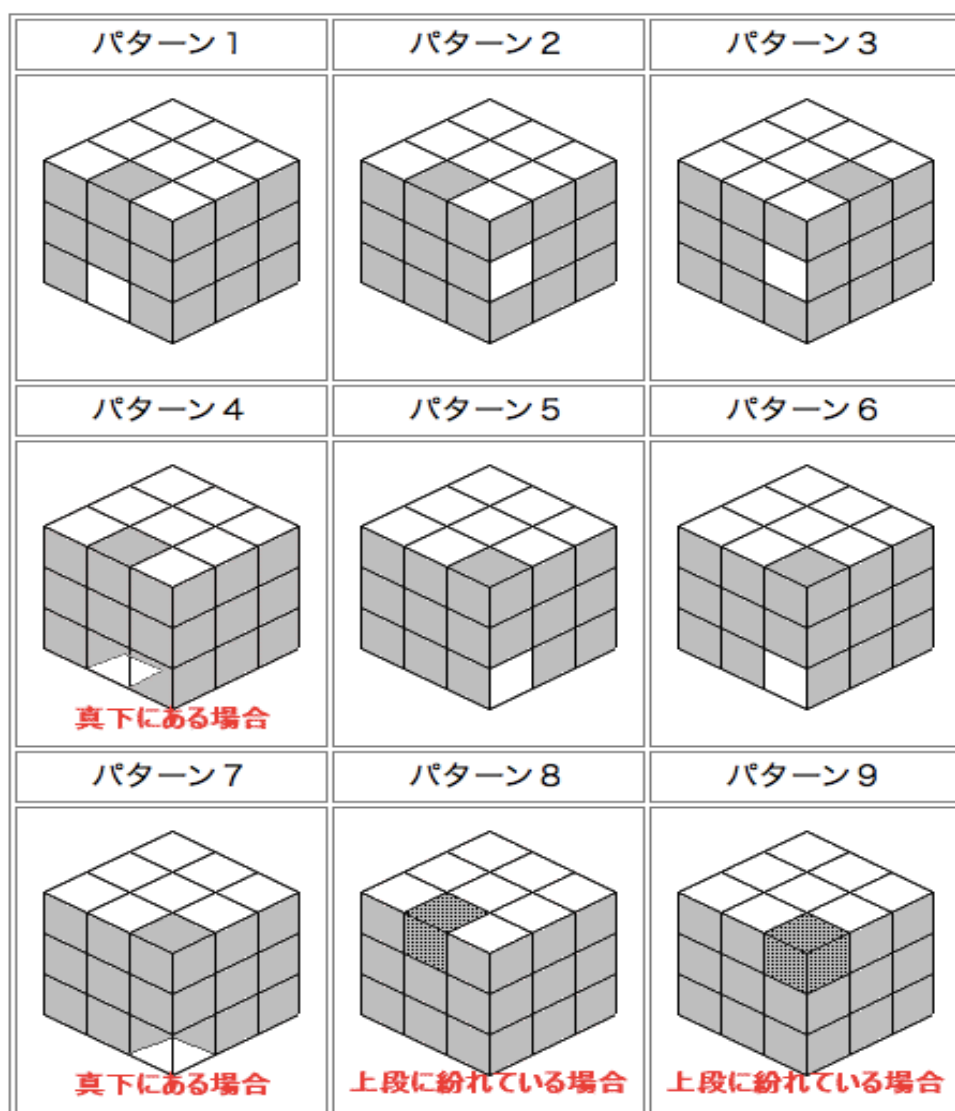 パターン１
パターン２
パターン３
パターン４
パターン５
パターン６
真下にある場合
パターン７
パターン８
パターン９
真下にある場合
上段に紛れている場合
上段に紛れている場合